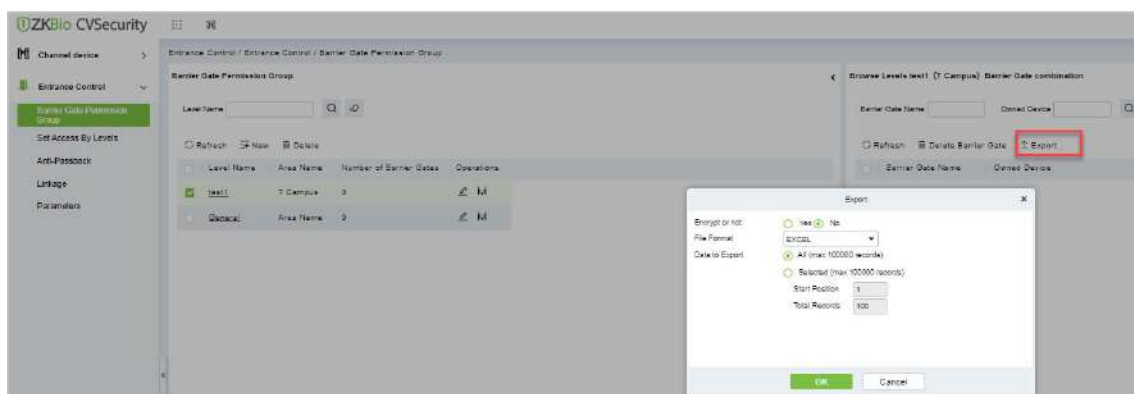 ZKBio CVSecurity
Channel device
Entrance Control
Barrier Gate Permission
Group
Set Access By Levels
Anti-Passback
Linkage
Parameters
Entrance Control / Entrance Control / Barrier Gate Permission Group
Barrier Gate Permission Group
Level Name
Refresh New Delete
Level Name Area Name Number of Barrier Gates Operations
test1 T Campus 0
General Area Name 0
Browse Levels test1 (T Campus) Barrier Gate combination
Barrier Gate Name Owned Device
Refresh Delete Barrier Gate Export
Barrier Gate Name Owned Device
Export
Encrypt or not Yes No
File Format EXCEL
Data to Export All (max 100000 records)
Selected (max 100000 records)
Start Position 1
Total Records 100
OK Cancel